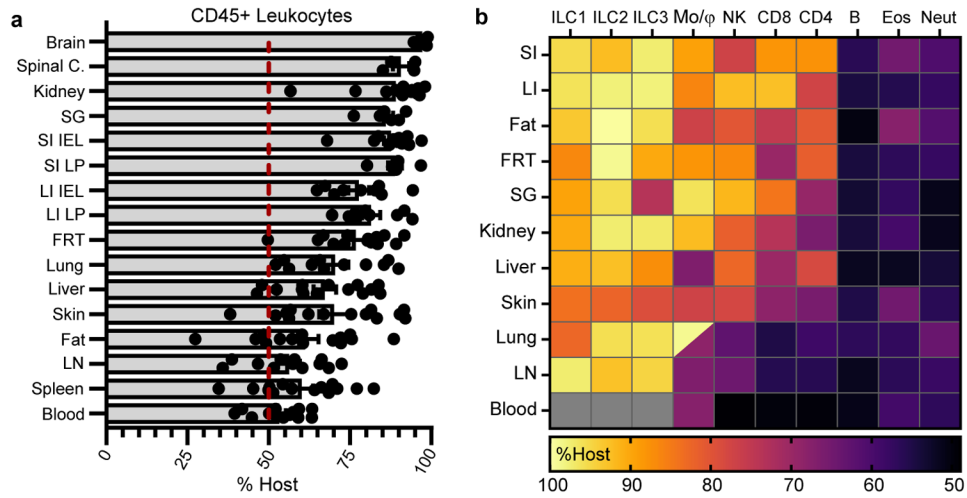 a
CD45+ Leukocytes
Brain
Spinal C.
Kidney
SG
SI IEL
SI LP
LI IEL
LI LP
FRT
Lung
Liver
Skin
Fat
LN
Spleen
Blood
0 25 50 75 100
% Host
b
ILC1 ILC2 ILC3 Mo/φ NK CD8 CD4 B Eos Neut
SI
LI
Fat
FRT
SG
Kidney
Liver
Skin
Lung
LN
Blood
%Host
100 90 80 70 60 50